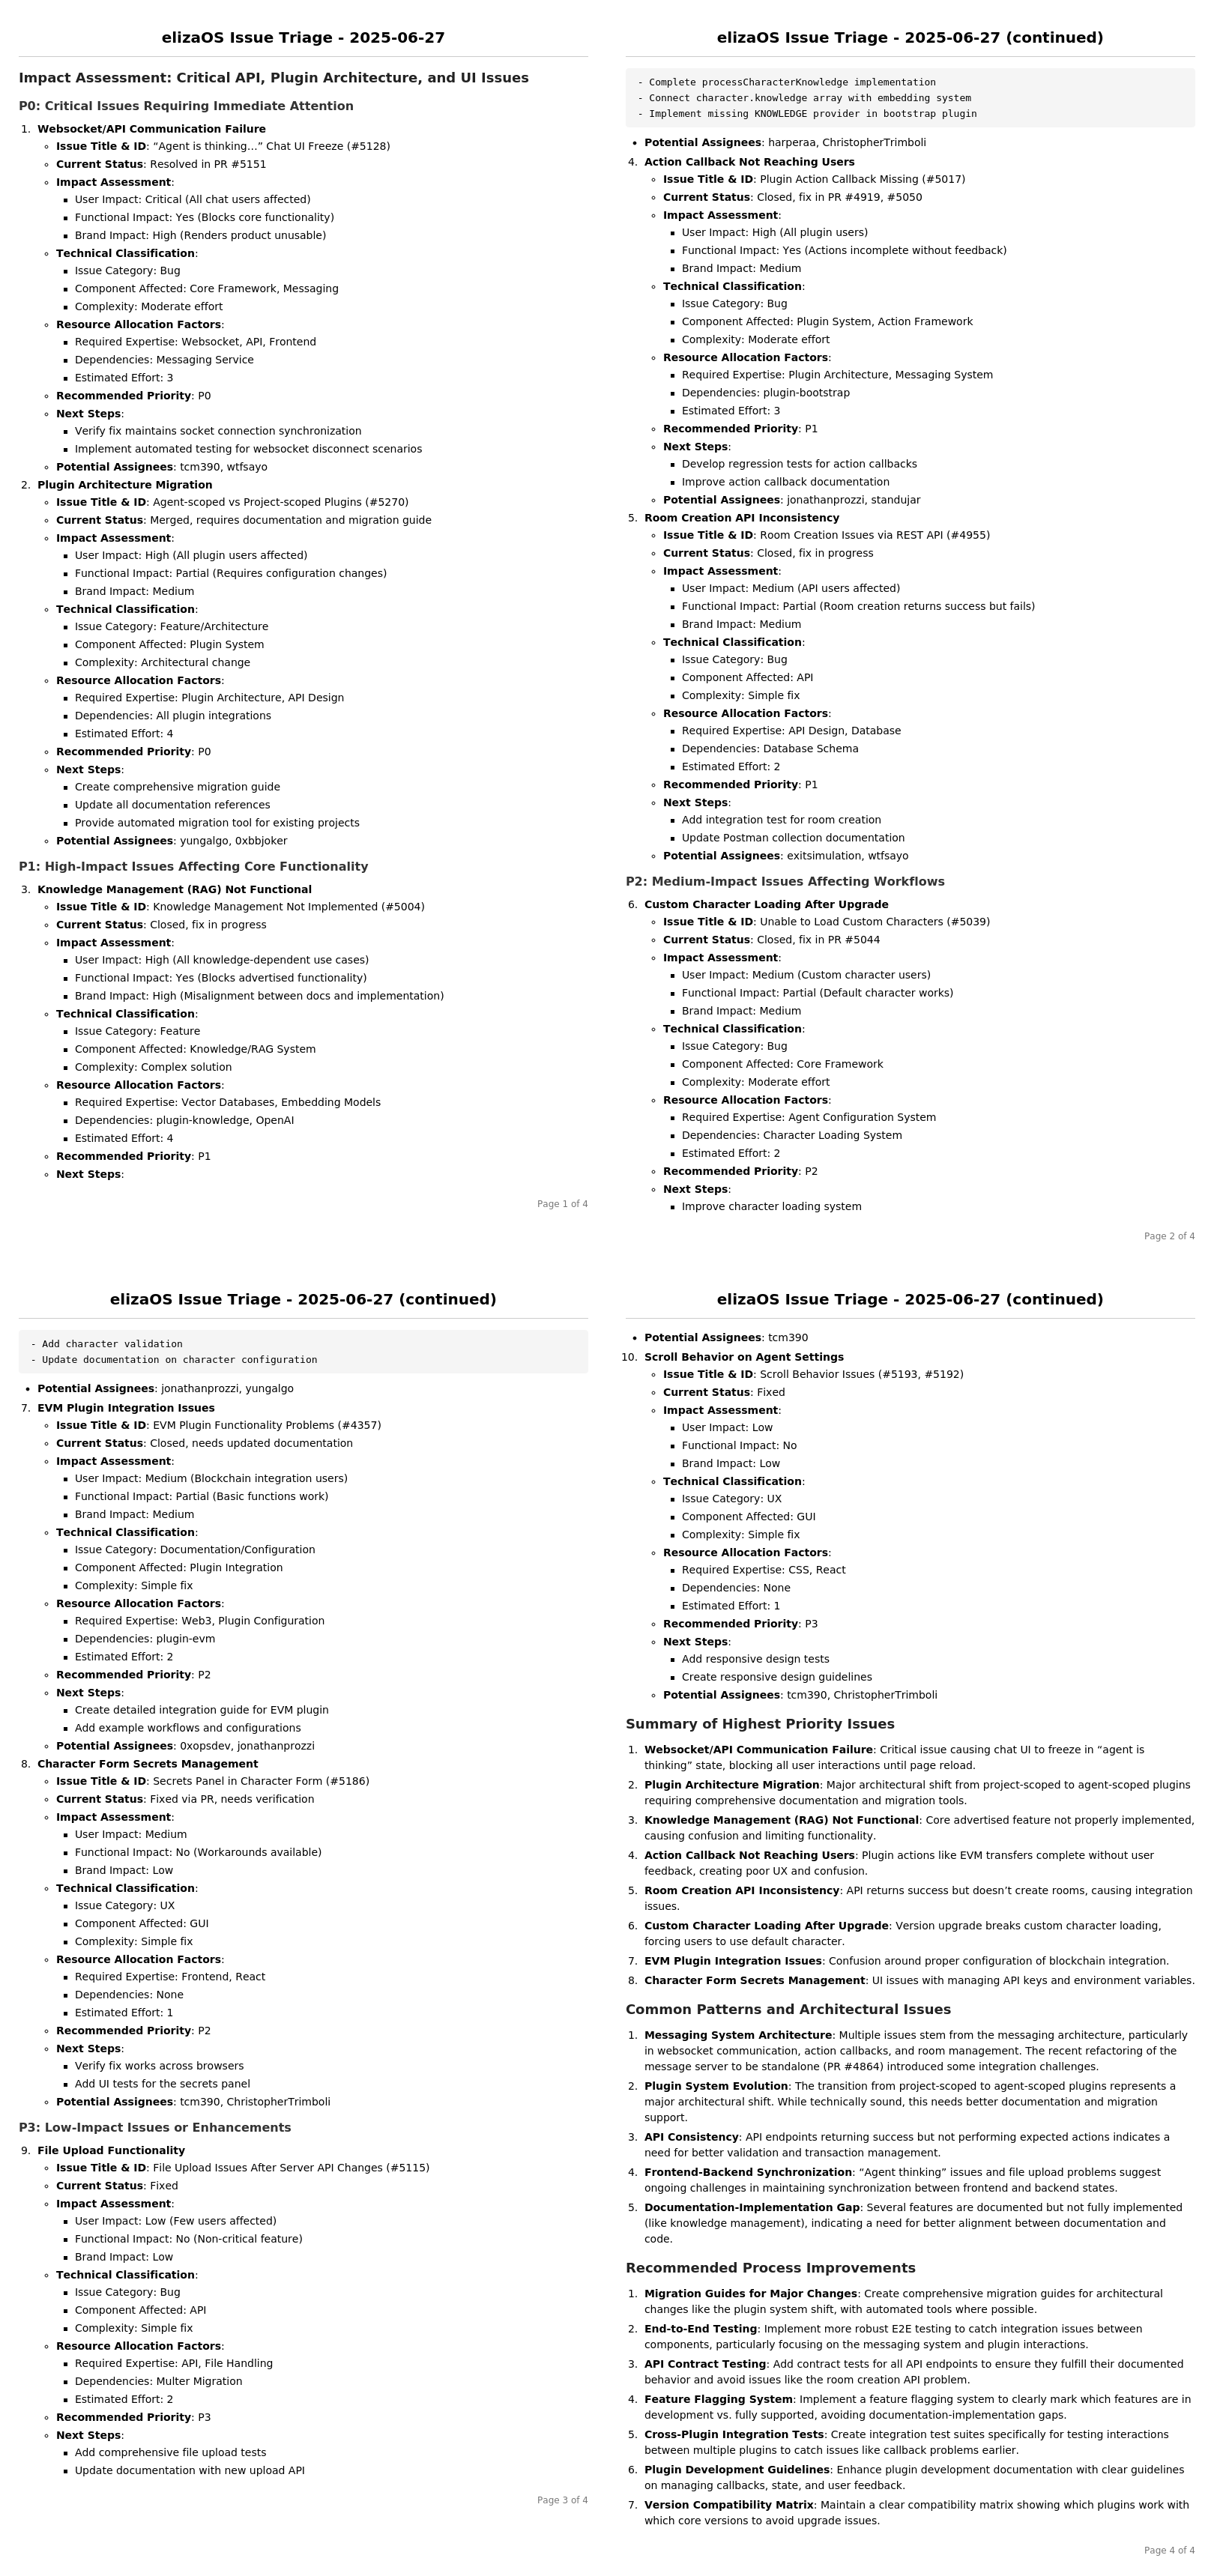 elizaOS Issue Triage - 2025-06-27
Impact Assessment: Critical API, Plugin Architecture, and UI Issues
P0: Critical Issues Requiring Immediate Attention
1. Websocket/API Communication Failure
◦ Issue Title & ID: “Agent is thinking…” Chat UI Freeze (#5128)
◦ Current Status: Resolved in PR #5151
◦ Impact Assessment:
▪ User Impact: Critical (All chat users affected)
▪ Functional Impact: Yes (Blocks core functionality)
▪ Brand Impact: High (Renders product unusable)
◦ Technical Classification:
▪ Issue Category: Bug
▪ Component Affected: Core Framework, Messaging
▪ Complexity: Moderate effort
◦ Resource Allocation Factors:
▪ Required Expertise: Websocket, API, Frontend
▪ Dependencies: Messaging Service
▪ Estimated Effort: 3
◦ Recommended Priority: P0
◦ Next Steps:
▪ Verify fix maintains socket connection synchronization
▪ Implement automated testing for websocket disconnect scenarios
◦ Potential Assignees: tcm390, wtfsayo
2. Plugin Architecture Migration
◦ Issue Title & ID: Agent-scoped vs Project-scoped Plugins (#5270)
◦ Current Status: Merged, requires documentation and migration guide
◦ Impact Assessment:
▪ User Impact: High (All plugin users affected)
▪ Functional Impact: Partial (Requires configuration changes)
▪ Brand Impact: Medium
◦ Technical Classification:
▪ Issue Category: Feature/Architecture
▪ Component Affected: Plugin System
▪ Complexity: Architectural change
◦ Resource Allocation Factors:
▪ Required Expertise: Plugin Architecture, API Design
▪ Dependencies: All plugin integrations
▪ Estimated Effort: 4
◦ Recommended Priority: P0
◦ Next Steps:
▪ Create comprehensive migration guide
▪ Update all documentation references
▪ Provide automated migration tool for existing projects
◦ Potential Assignees: yungalgo, 0xbbjoker
P1: High-Impact Issues Affecting Core Functionality
3. Knowledge Management (RAG) Not Functional
◦ Issue Title & ID: Knowledge Management Not Implemented (#5004)
◦ Current Status: Closed, fix in progress
◦ Impact Assessment:
▪ User Impact: High (All knowledge-dependent use cases)
▪ Functional Impact: Yes (Blocks advertised functionality)
▪ Brand Impact: High (Misalignment between docs and implementation)
◦ Technical Classification:
▪ Issue Category: Feature
▪ Component Affected: Knowledge/RAG System
▪ Complexity: Complex solution
◦ Resource Allocation Factors:
▪ Required Expertise: Vector Databases, Embedding Models
▪ Dependencies: plugin-knowledge, OpenAI
▪ Estimated Effort: 4
◦ Recommended Priority: P1
◦ Next Steps:
Page 1 of 4
elizaOS Issue Triage - 2025-06-27 (continued)
- Complete processCharacterKnowledge implementation
- Connect character.knowledge array with embedding system
- Implement missing KNOWLEDGE provider in bootstrap plugin
• Potential Assignees: harperaa, ChristopherTrimboli
4. Action Callback Not Reaching Users
◦ Issue Title & ID: Plugin Action Callback Missing (#5017)
◦ Current Status: Closed, fix in PR #4919, #5050
◦ Impact Assessment:
▪ User Impact: High (All plugin users)
▪ Functional Impact: Yes (Actions incomplete without feedback)
▪ Brand Impact: Medium
◦ Technical Classification:
▪ Issue Category: Bug
▪ Component Affected: Plugin System, Action Framework
▪ Complexity: Moderate effort
◦ Resource Allocation Factors:
▪ Required Expertise: Plugin Architecture, Messaging System
▪ Dependencies: plugin-bootstrap
▪ Estimated Effort: 3
◦ Recommended Priority: P1
◦ Next Steps:
▪ Develop regression tests for action callbacks
▪ Improve action callback documentation
◦ Potential Assignees: jonathanprozzi, standujar
5. Room Creation API Inconsistency
◦ Issue Title & ID: Room Creation Issues via REST API (#4955)
◦ Current Status: Closed, fix in progress
◦ Impact Assessment:
▪ User Impact: Medium (API users affected)
▪ Functional Impact: Partial (Room creation returns success but fails)
▪ Brand Impact: Medium
◦ Technical Classification:
▪ Issue Category: Bug
▪ Component Affected: API
▪ Complexity: Simple fix
◦ Resource Allocation Factors:
▪ Required Expertise: API Design, Database
▪ Dependencies: Database Schema
▪ Estimated Effort: 2
◦ Recommended Priority: P1
◦ Next Steps:
▪ Add integration test for room creation
▪ Update Postman collection documentation
◦ Potential Assignees: exitsimulation, wtfsayo
P2: Medium-Impact Issues Affecting Workflows
6. Custom Character Loading After Upgrade
◦ Issue Title & ID: Unable to Load Custom Characters (#5039)
◦ Current Status: Closed, fix in PR #5044
◦ Impact Assessment:
▪ User Impact: Medium (Custom character users)
▪ Functional Impact: Partial (Default character works)
▪ Brand Impact: Medium
◦ Technical Classification:
▪ Issue Category: Bug
▪ Component Affected: Core Framework
▪ Complexity: Moderate effort
◦ Resource Allocation Factors:
▪ Required Expertise: Agent Configuration System
▪ Dependencies: Character Loading System
▪ Estimated Effort: 2
◦ Recommended Priority: P2
◦ Next Steps:
▪ Improve character loading system
Page 2 of 4
elizaOS Issue Triage - 2025-06-27 (continued)
- Add character validation
- Update documentation on character configuration
• Potential Assignees: jonathanprozzi, yungalgo
7. EVM Plugin Integration Issues
◦ Issue Title & ID: EVM Plugin Functionality Problems (#4357)
◦ Current Status: Closed, needs updated documentation
◦ Impact Assessment:
▪ User Impact: Medium (Blockchain integration users)
▪ Functional Impact: Partial (Basic functions work)
▪ Brand Impact: Medium
◦ Technical Classification:
▪ Issue Category: Documentation/Configuration
▪ Component Affected: Plugin Integration
▪ Complexity: Simple fix
◦ Resource Allocation Factors:
▪ Required Expertise: Web3, Plugin Configuration
▪ Dependencies: plugin-evm
▪ Estimated Effort: 2
◦ Recommended Priority: P2
◦ Next Steps:
▪ Create detailed integration guide for EVM plugin
▪ Add example workflows and configurations
◦ Potential Assignees: 0xopsdev, jonathanprozzi
8. Character Form Secrets Management
◦ Issue Title & ID: Secrets Panel in Character Form (#5186)
◦ Current Status: Fixed via PR, needs verification
◦ Impact Assessment:
▪ User Impact: Medium
▪ Functional Impact: No (Workarounds available)
▪ Brand Impact: Low
◦ Technical Classification:
▪ Issue Category: UX
▪ Component Affected: GUI
▪ Complexity: Simple fix
◦ Resource Allocation Factors:
▪ Required Expertise: Frontend, React
▪ Dependencies: None
▪ Estimated Effort: 1
◦ Recommended Priority: P2
◦ Next Steps:
▪ Verify fix works across browsers
▪ Add UI tests for the secrets panel
◦ Potential Assignees: tcm390, ChristopherTrimboli
P3: Low-Impact Issues or Enhancements
9. File Upload Functionality
◦ Issue Title & ID: File Upload Issues After Server API Changes (#5115)
◦ Current Status: Fixed
◦ Impact Assessment:
▪ User Impact: Low (Few users affected)
▪ Functional Impact: No (Non-critical feature)
▪ Brand Impact: Low
◦ Technical Classification:
▪ Issue Category: Bug
▪ Component Affected: API
▪ Complexity: Simple fix
◦ Resource Allocation Factors:
▪ Required Expertise: API, File Handling
▪ Dependencies: Multer Migration
▪ Estimated Effort: 2
◦ Recommended Priority: P3
◦ Next Steps:
▪ Add comprehensive file upload tests
▪ Update documentation with new upload API
Page 3 of 4
elizaOS Issue Triage - 2025-06-27 (continued)
• Potential Assignees: tcm390
10. Scroll Behavior on Agent Settings
◦ Issue Title & ID: Scroll Behavior Issues (#5193, #5192)
◦ Current Status: Fixed
◦ Impact Assessment:
▪ User Impact: Low
▪ Functional Impact: No
▪ Brand Impact: Low
◦ Technical Classification:
▪ Issue Category: UX
▪ Component Affected: GUI
▪ Complexity: Simple fix
◦ Resource Allocation Factors:
▪ Required Expertise: CSS, React
▪ Dependencies: None
▪ Estimated Effort: 1
◦ Recommended Priority: P3
◦ Next Steps:
▪ Add responsive design tests
▪ Create responsive design guidelines
◦ Potential Assignees: tcm390, ChristopherTrimboli
Summary of Highest Priority Issues
1. Websocket/API Communication Failure: Critical issue causing chat UI to freeze in “agent is
thinking” state, blocking all user interactions until page reload.
2. Plugin Architecture Migration: Major architectural shift from project-scoped to agent-scoped plugins
requiring comprehensive documentation and migration tools.
3. Knowledge Management (RAG) Not Functional: Core advertised feature not properly implemented,
causing confusion and limiting functionality.
4. Action Callback Not Reaching Users: Plugin actions like EVM transfers complete without user
feedback, creating poor UX and confusion.
5. Room Creation API Inconsistency: API returns success but doesn’t create rooms, causing integration
issues.
6. Custom Character Loading After Upgrade: Version upgrade breaks custom character loading,
forcing users to use default character.
7. EVM Plugin Integration Issues: Confusion around proper configuration of blockchain integration.
8. Character Form Secrets Management: UI issues with managing API keys and environment variables.
Common Patterns and Architectural Issues
1. Messaging System Architecture: Multiple issues stem from the messaging architecture, particularly
in websocket communication, action callbacks, and room management. The recent refactoring of the
message server to be standalone (PR #4864) introduced some integration challenges.
2. Plugin System Evolution: The transition from project-scoped to agent-scoped plugins represents a
major architectural shift. While technically sound, this needs better documentation and migration
support.
3. API Consistency: API endpoints returning success but not performing expected actions indicates a
need for better validation and transaction management.
4. Frontend-Backend Synchronization: “Agent thinking” issues and file upload problems suggest
ongoing challenges in maintaining synchronization between frontend and backend states.
5. Documentation-Implementation Gap: Several features are documented but not fully implemented
(like knowledge management), indicating a need for better alignment between documentation and
code.
Recommended Process Improvements
1. Migration Guides for Major Changes: Create comprehensive migration guides for architectural
changes like the plugin system shift, with automated tools where possible.
2. End-to-End Testing: Implement more robust E2E testing to catch integration issues between
components, particularly focusing on the messaging system and plugin interactions.
3. API Contract Testing: Add contract tests for all API endpoints to ensure they fulfill their documented
behavior and avoid issues like the room creation API problem.
4. Feature Flagging System: Implement a feature flagging system to clearly mark which features are in
development vs. fully supported, avoiding documentation-implementation gaps.
5. Cross-Plugin Integration Tests: Create integration test suites specifically for testing interactions
between multiple plugins to catch issues like callback problems earlier.
6. Plugin Development Guidelines: Enhance plugin development documentation with clear guidelines
on managing callbacks, state, and user feedback.
7. Version Compatibility Matrix: Maintain a clear compatibility matrix showing which plugins work with
which core versions to avoid upgrade issues.
Page 4 of 4